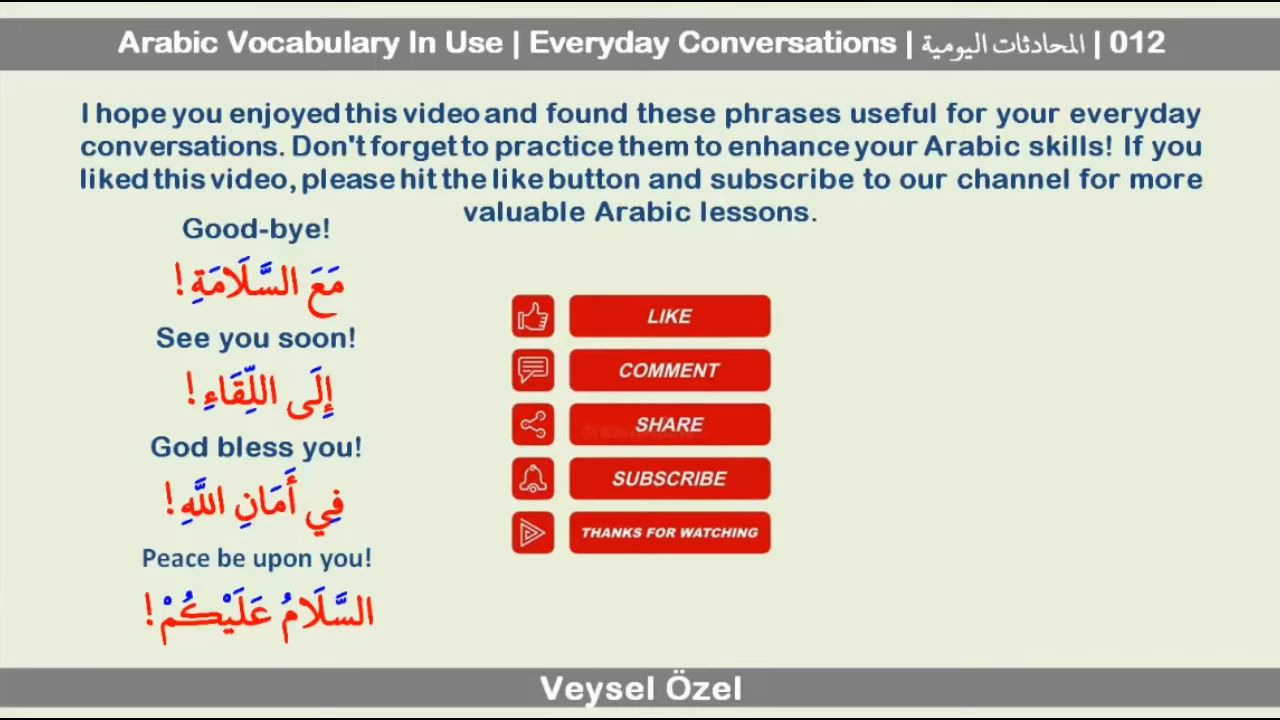 Arabic Vocabulary In Use | Everyday Conversations | المحادثات اليومية | 012
I hope you enjoyed this video and found these phrases useful for your everyday
conversations. Don't forget to practice them to enhance your Arabic skills! If you
liked this video, please hit the like button and subscribe to our channel for more
valuable Arabic lessons.
Good-bye!
مَعَ السَّلَامَةِ!
See you soon!
إِلَى اللِّقَاءِ!
God bless you!
فِي أَمَانِ اللَّهِ!
Peace be upon you!
السَّلَامُ عَلَيْكُمْ!
LIKE
COMMENT
SHARE
SUBSCRIBE
THANKS FOR WATCHING
Veysel Özel